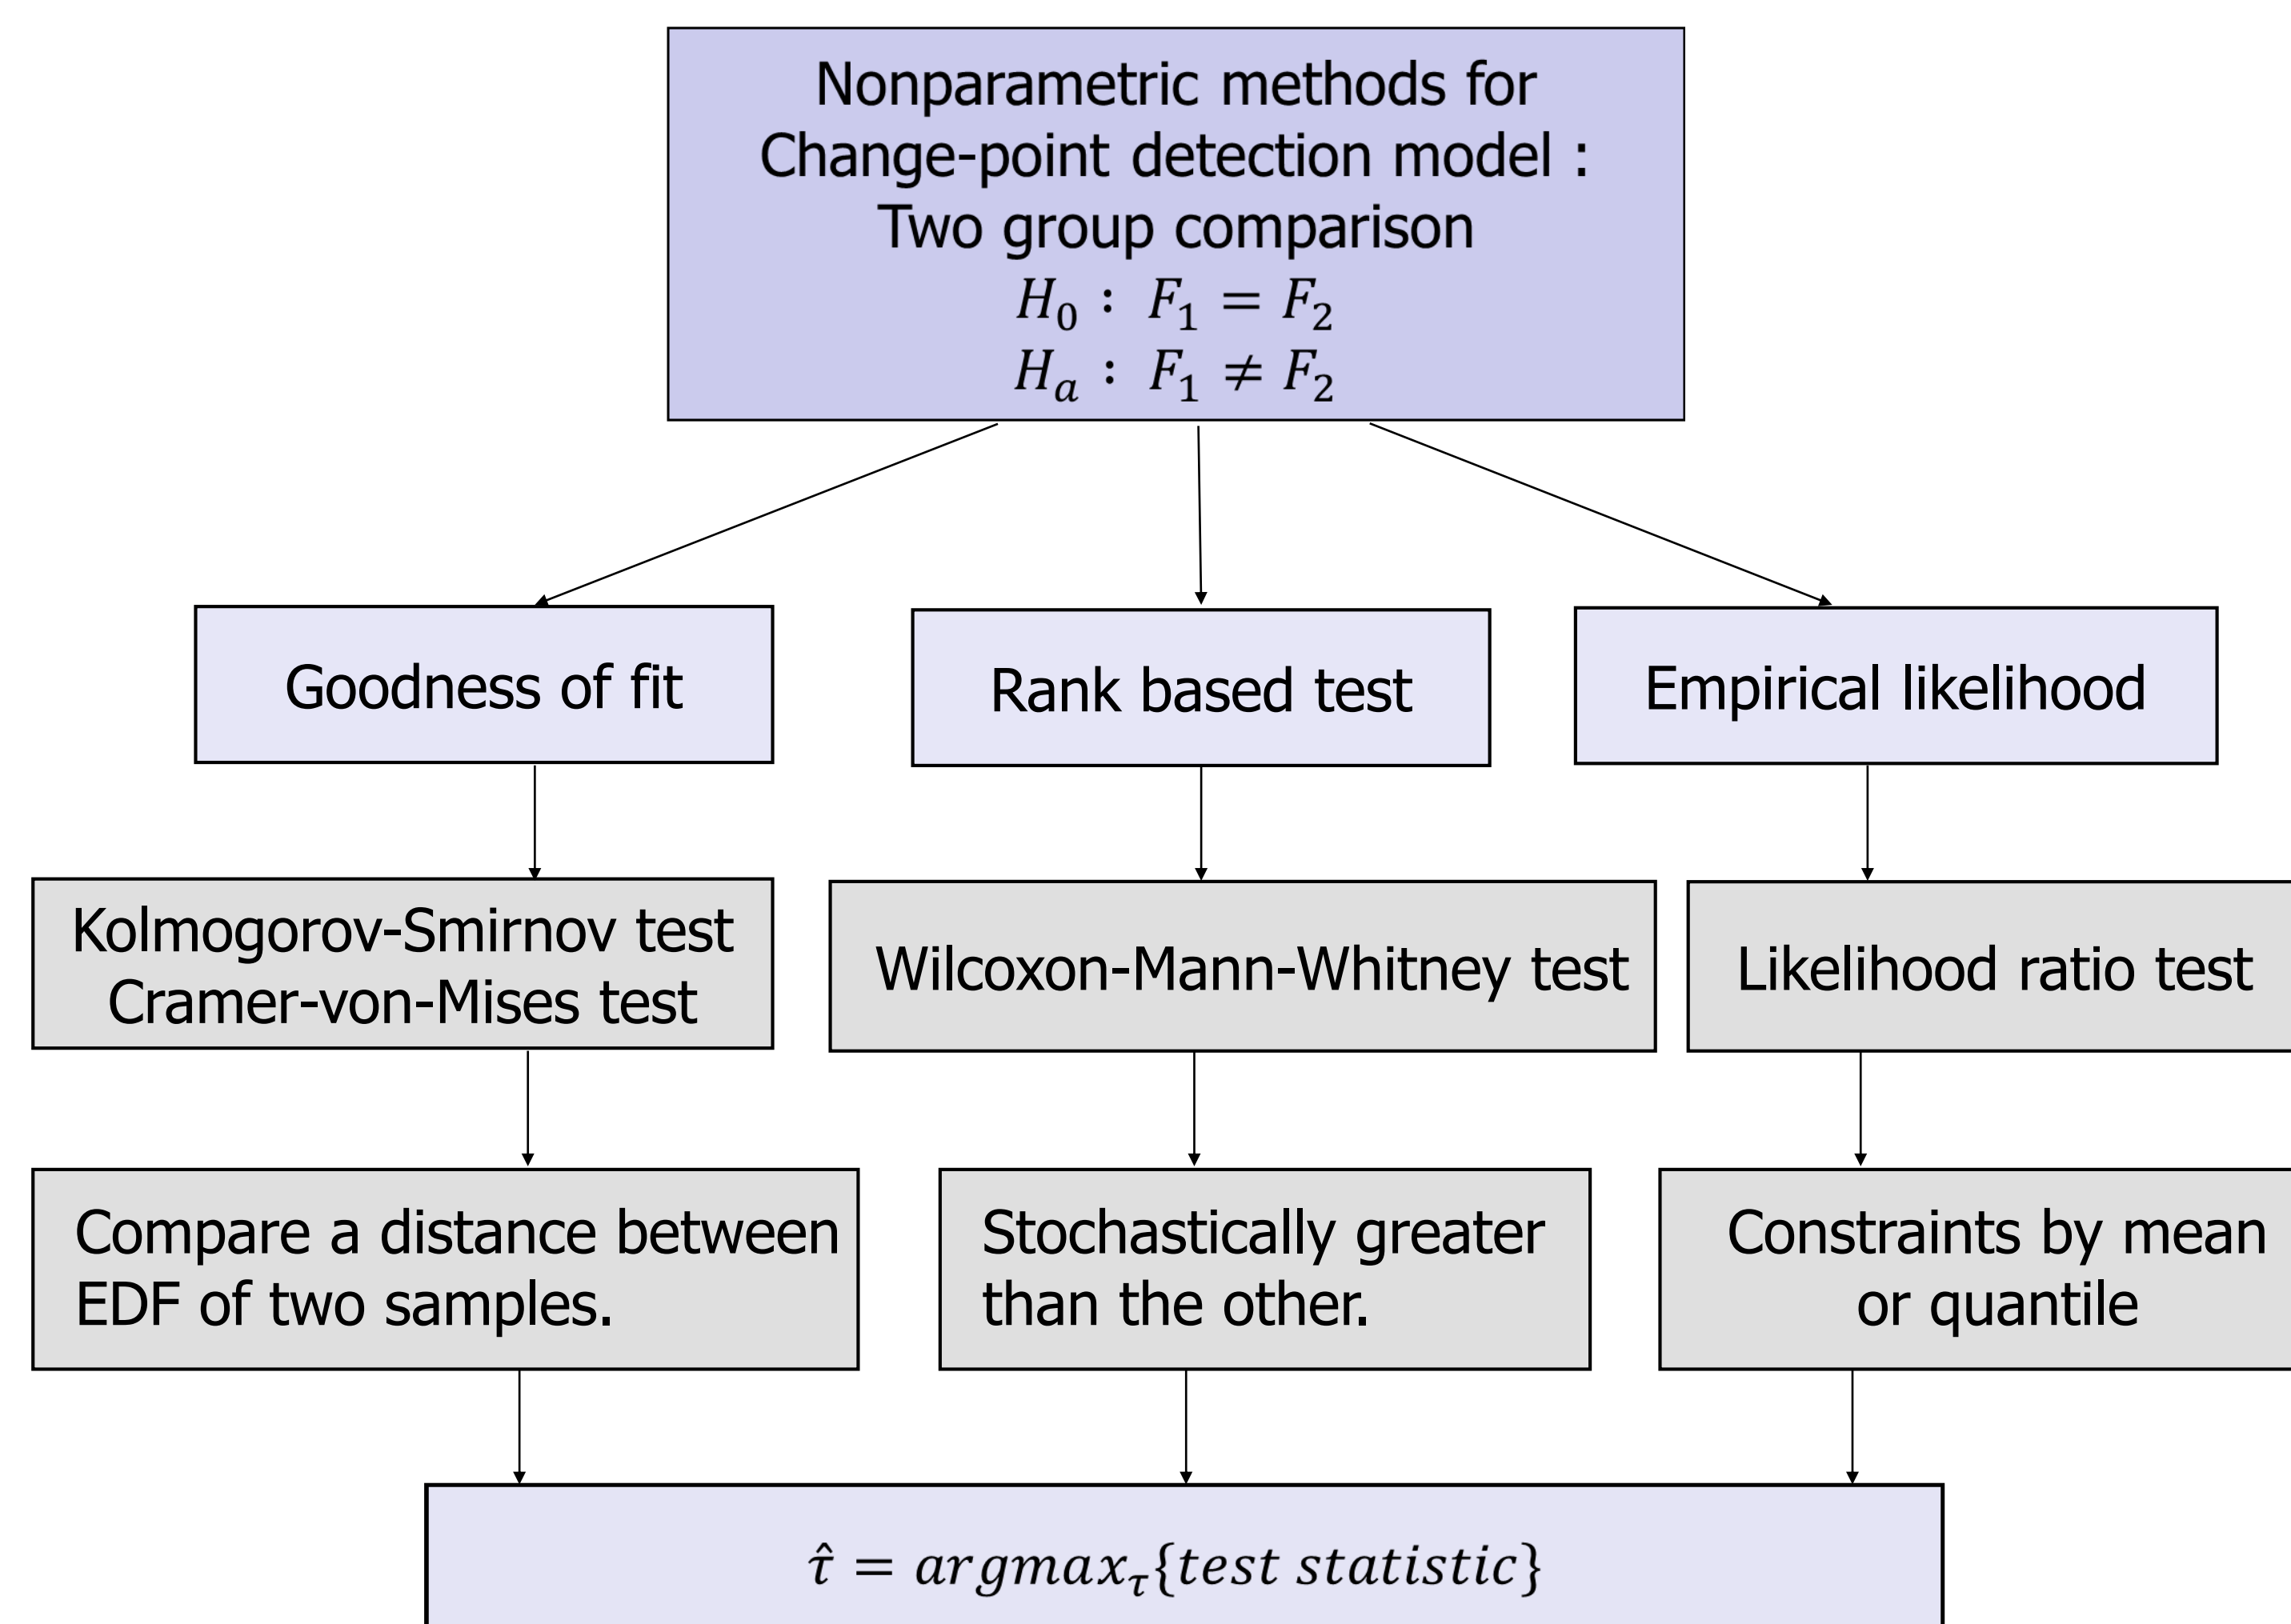 Nonparametric methods for
Change-point detection model :
Two group comparison
H₀ : F₁ = F₂
Hₐ : F₁ ≠ F₂
Goodness of fit
Rank based test
Empirical likelihood
Kolmogorov-Smirnov test
Cramer-von-Mises test
Wilcoxon-Mann-Whitney test
Likelihood ratio test
Compare a distance between
EDF of two samples.
Stochastically greater
than the other.
Constraints by mean
or quantile
τ̂ = argmax_τ{test statistic}